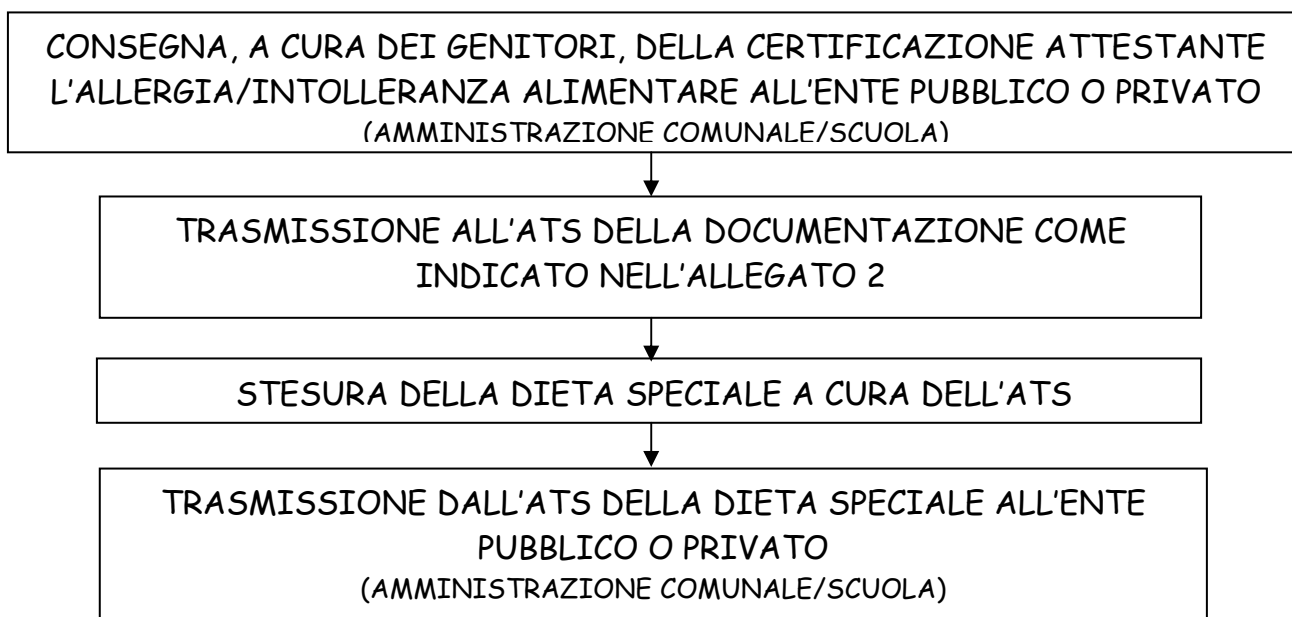 CONSEGNA, A CURA DEI GENITORI, DELLA CERTIFICAZIONE ATTESTANTE
L'ALLERGIA/INTOLLERANZA ALIMENTARE ALL'ENTE PUBBLICO O PRIVATO
(AMMINISTRAZIONE COMUNALE/SCUOLA)
TRASMISSIONE ALL'ATS DELLA DOCUMENTAZIONE COME
INDICATO NELL'ALLEGATO 2
STESURA DELLA DIETA SPECIALE A CURA DELL'ATS
TRASMISSIONE DALL'ATS DELLA DIETA SPECIALE ALL'ENTE
PUBBLICO O PRIVATO
(AMMINISTRAZIONE COMUNALE/SCUOLA)